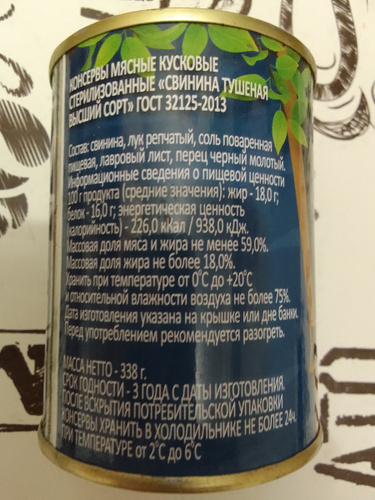 КОНСЕРВЫ МЯСНЫЕ КУСКОВЫЕ
СТЕРИЛИЗОВАННЫЕ «СВИНИНА ТУШЕНАЯ
ВЫСШИЙ СОРТ» ГОСТ 32125-2013
Состав: свинина, лук репчатый, соль поваренная
пищевая, лавровый лист, перец черный молотый.
Информационные сведения о пищевой ценности
100 г продукта (средние значения): жир - 18,0 г;
белок - 16,0 г; энергетическая ценность
(калорийность) - 226,0 кКал / 938,0 кДж.
Массовая доля мяса и жира не менее 59,0%.
Массовая доля жира не более 18,0%.
Хранить при температуре от 0°С до +20°С
и относительной влажности воздуха не более 75%.
Дата изготовления указана на крышке или дне банки.
Перед употреблением рекомендуется разогреть.
МАССА НЕТТО - 338 г.
СРОК ГОДНОСТИ - 3 ГОДА С ДАТЫ ИЗГОТОВЛЕНИЯ.
ПОСЛЕ ВСКРЫТИЯ ПОТРЕБИТЕЛЬСКОЙ УПАКОВКИ
КОНСЕРВЫ ХРАНИТЬ В ХОЛОДИЛЬНИКЕ НЕ БОЛЕЕ 24ч.
ПРИ ТЕМПЕРАТУРЕ от 2°С до 6°С